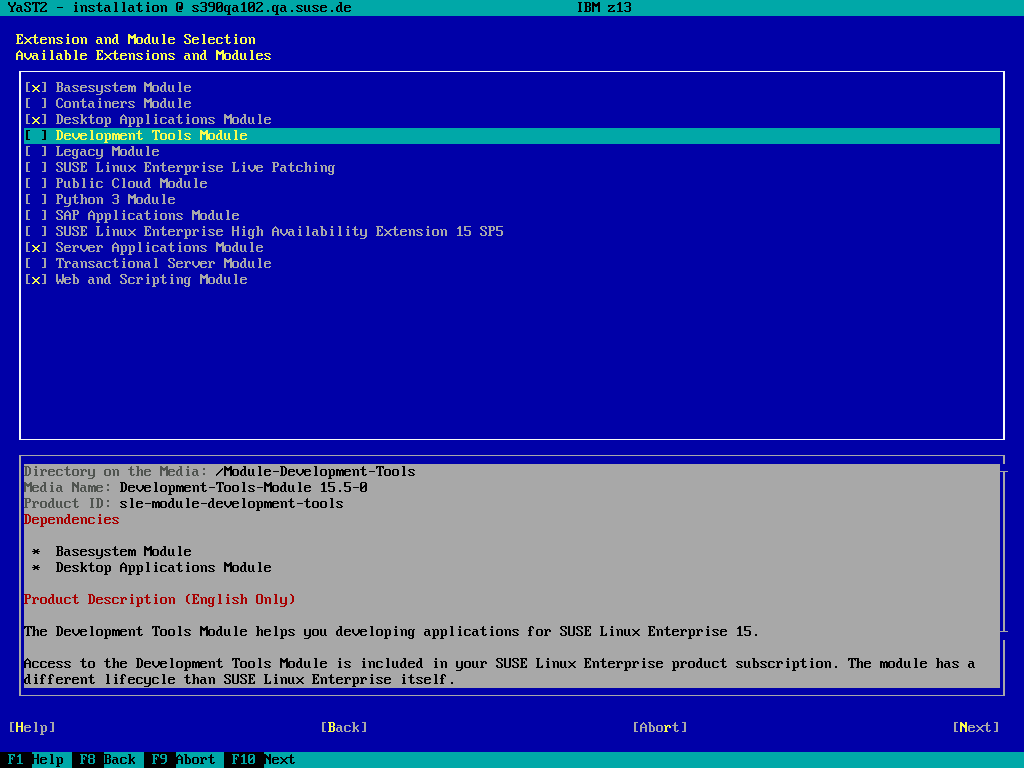 YaST2 - installation @ s390qa102.qa.suse.de IBM z13
Extension and Module Selection
Available Extensions and Modules
[x] Basesystem Module
[ ] Containers Module
[x] Desktop Applications Module
[ ] Development Tools Module
[ ] Legacy Module
[ ] SUSE Linux Enterprise Live Patching
[ ] Public Cloud Module
[ ] Python 3 Module
[ ] SAP Applications Module
[ ] SUSE Linux Enterprise High Availability Extension 15 SP5
[x] Server Applications Module
[ ] Transactional Server Module
[x] Web and Scripting Module
Directory on the Media: /Module-Development-Tools
Media Name: Development-Tools-Module 15.5-0
Product ID: sle-module-development-tools
Dependencies
* Basesystem Module
* Desktop Applications Module
Product Description (English Only)
The Development Tools Module helps you developing applications for SUSE Linux Enterprise 15.
Access to the Development Tools Module is included in your SUSE Linux Enterprise product subscription. The module has a
different lifecycle than SUSE Linux Enterprise itself.
[Help] [Back] [Abort] [Next]
F1 Help F8 Back F9 Abort F10 Next